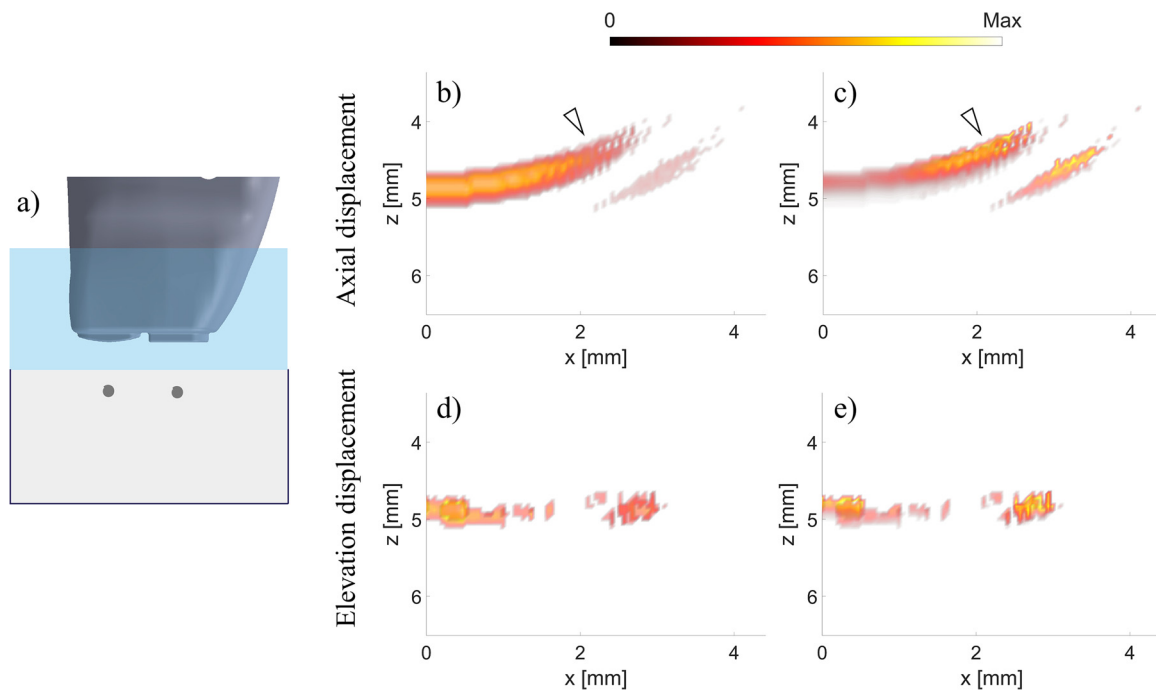 0 Max
a)
Axial displacement
b)
4
5
6
z [mm]
0 2 4
x [mm]
c)
4
5
6
z [mm]
0 2 4
x [mm]
Elevation displacement
d)
4
5
6
z [mm]
0 2 4
x [mm]
e)
4
5
6
z [mm]
0 2 4
x [mm]